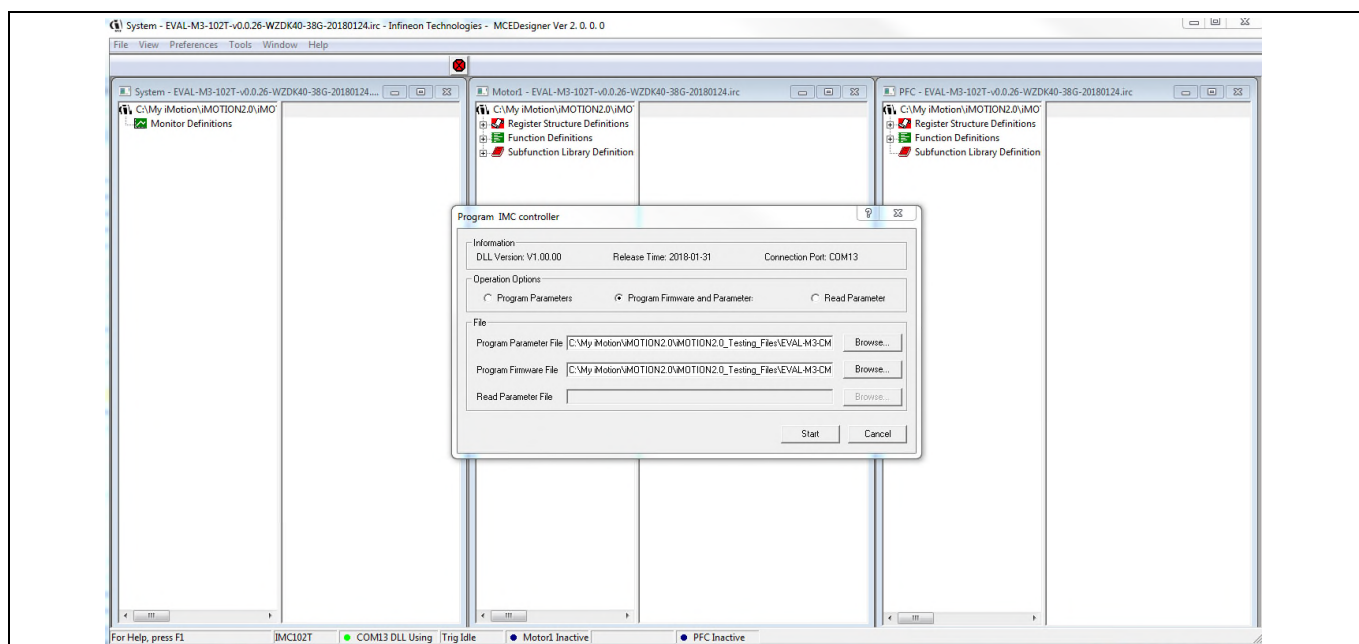 System - EVAL-M3-102T-v0.0.26-WZDK40-38G-20180124.irc - Infineon Technologies - MCEDesigner Ver 2. 0. 0. 0
File View Preferences Tools Window Help
System - EVAL-M3-102T-v0.0.26-WZDK40-38G-20180124....
C:\My iMotion\iMOTION2.0\iMO
Monitor Definitions
Motor1 - EVAL-M3-102T-v0.0.26-WZDK40-38G-20180124.irc
C:\My iMotion\iMOTION2.0\iMO
Register Structure Definitions
Function Definitions
Subfunction Library Definition
PFC - EVAL-M3-102T-v0.0.26-WZDK40-38G-20180124.irc
C:\My iMotion\iMOTION2.0\iMO
Register Structure Definitions
Function Definitions
Subfunction Library Definition
Program IMC controller
Information
DLL Version: V1.00.00 Release Time: 2018-01-31 Connection Port: COM13
Operation Options
Program Parameters Program Firmware and Parameter: Read Parameter
File
Program Parameter File C:\My iMotion\iMOTION2.0\iMOTION2.0_Testing_Files\EVAL-M3-CM Browse...
Program Firmware File C:\My iMotion\iMOTION2.0\iMOTION2.0_Testing_Files\EVAL-M3-CM Browse...
Read Parameter File Browse...
Start Cancel
For Help, press F1 IMC102T COM13 DLL Using Trig Idle Motor1 Inactive PFC Inactive